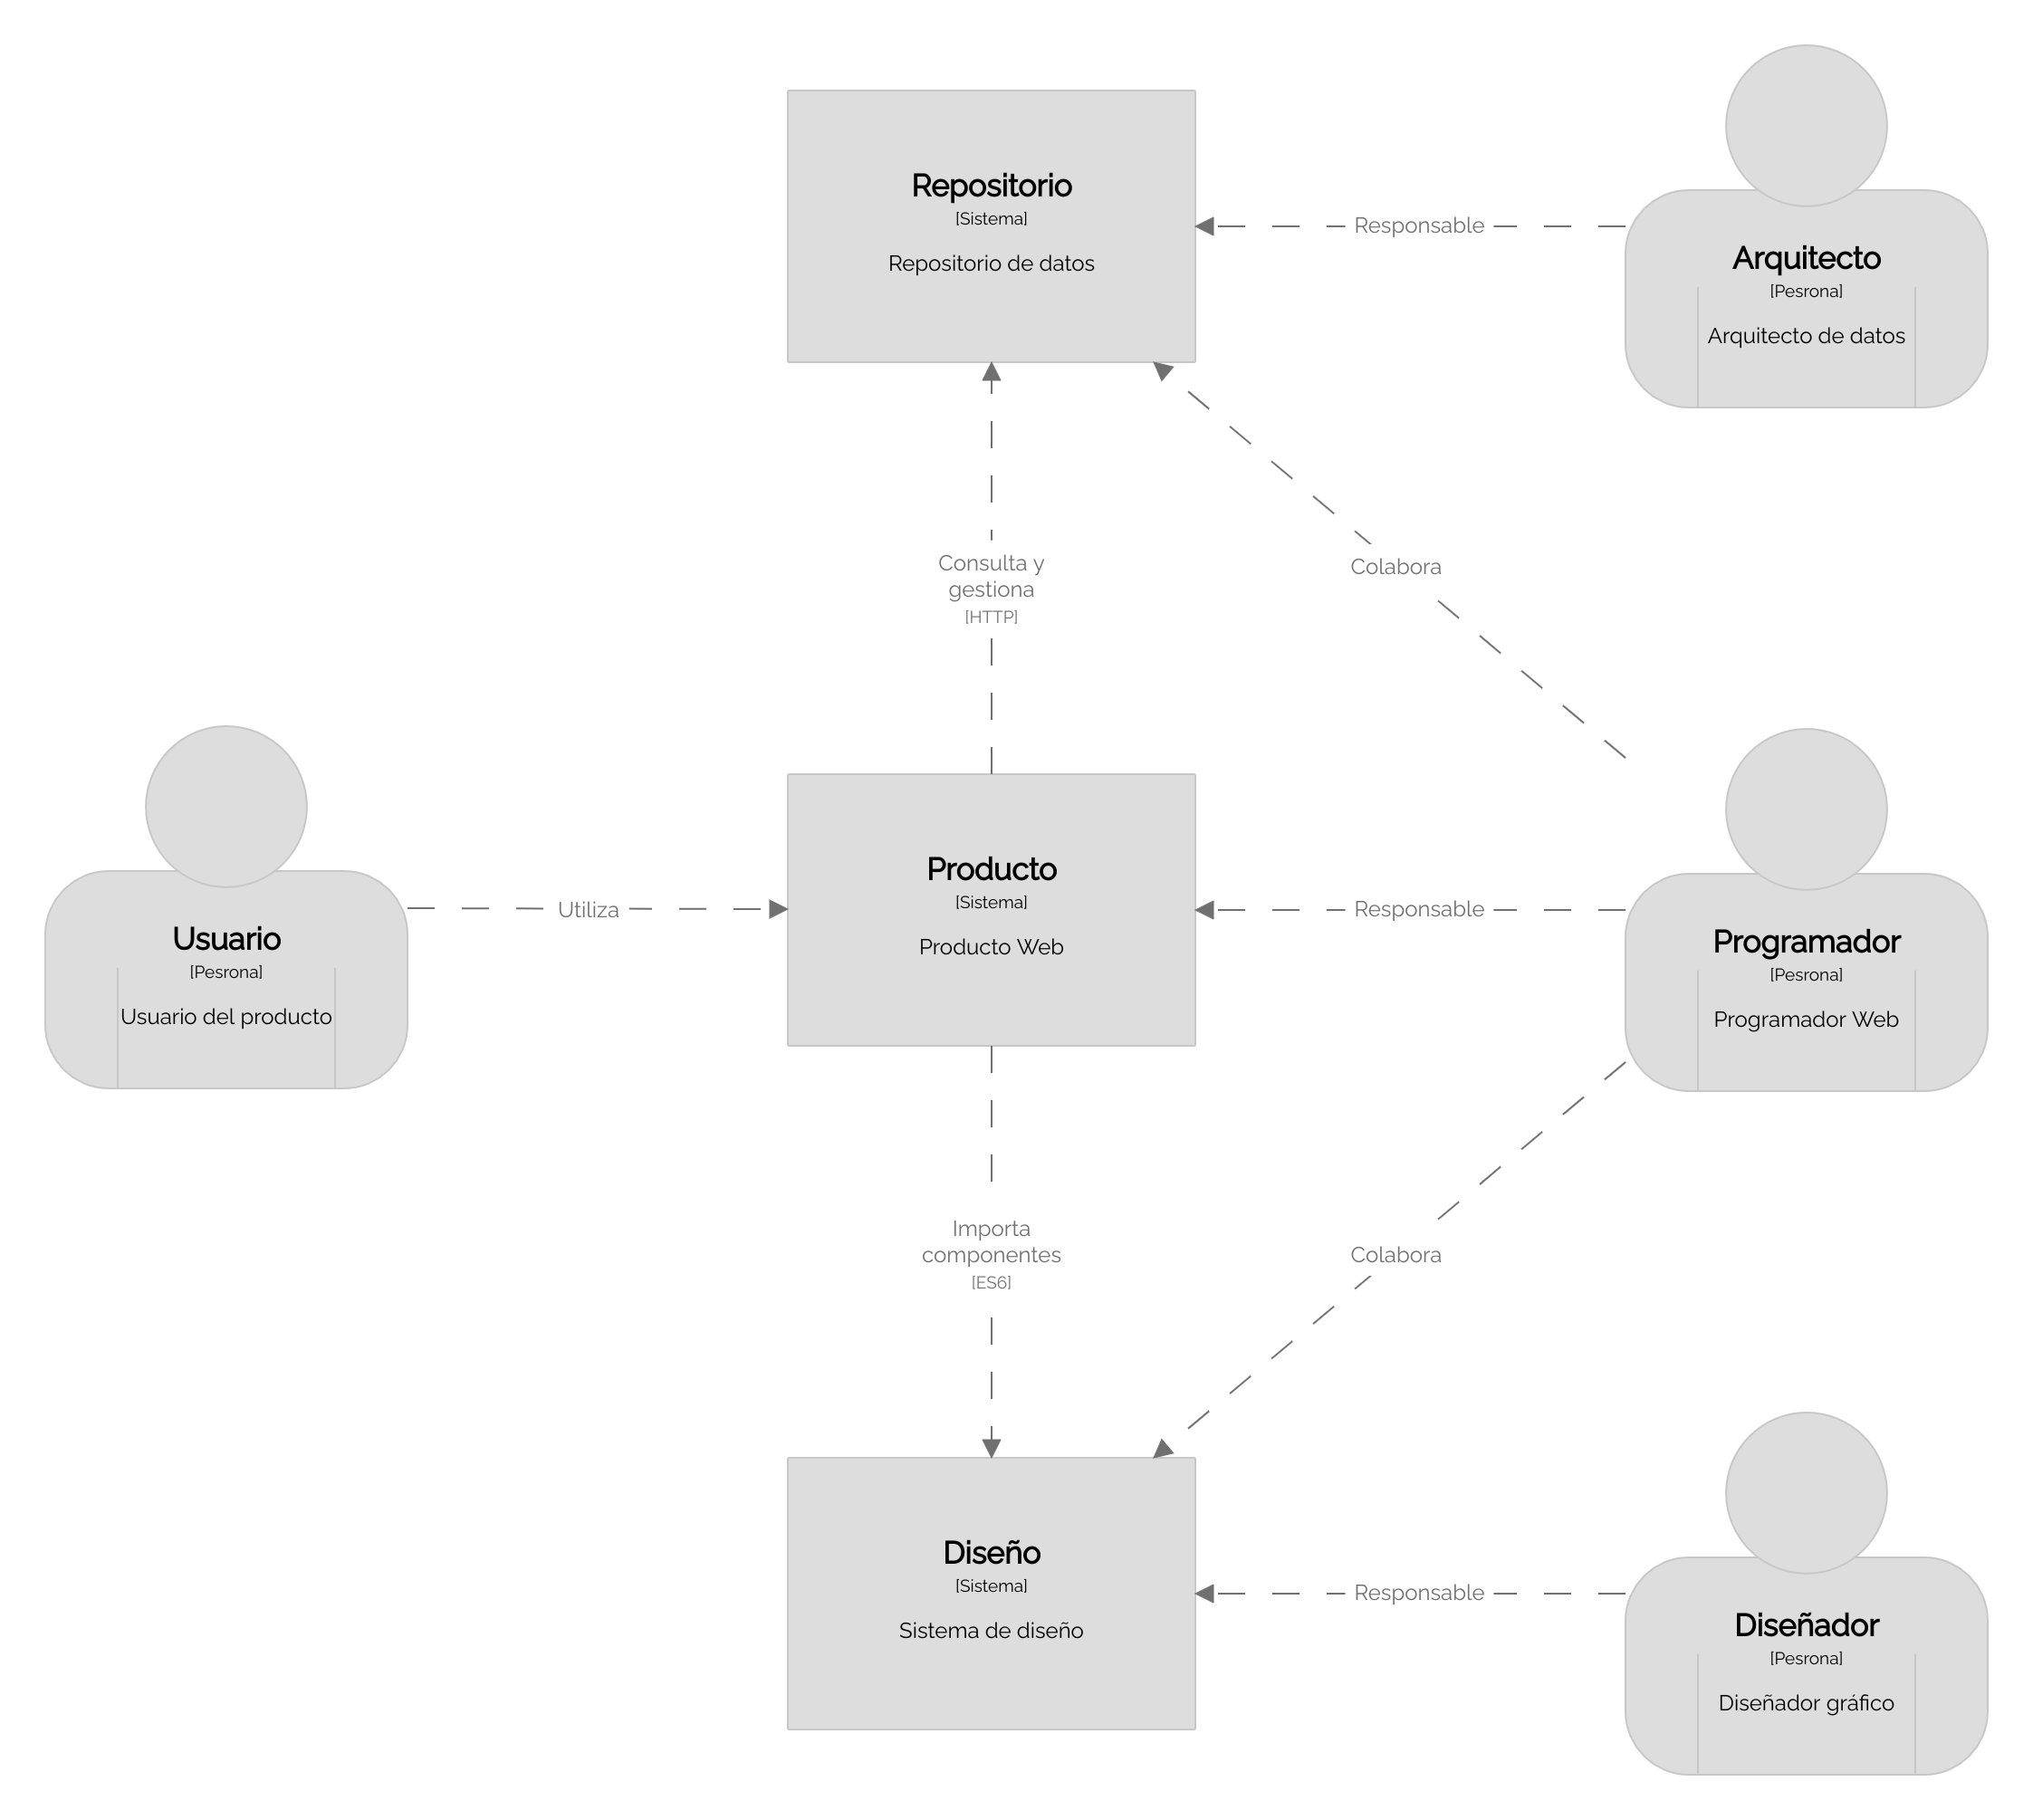 Repositorio
[Sistema]
Repositorio de datos
Responsable
Arquitecto
[Pesrona]
Arquitecto de datos
Consulta y
gestiona
[HTTP]
Colabora
Usuario
[Pesrona]
Usuario del producto
Utiliza
Producto
[Sistema]
Producto Web
Responsable
Programador
[Pesrona]
Programador Web
Importa
componentes
[ES6]
Colabora
Diseño
[Sistema]
Sistema de diseño
Responsable
Diseñador
[Pesrona]
Diseñador gráfico